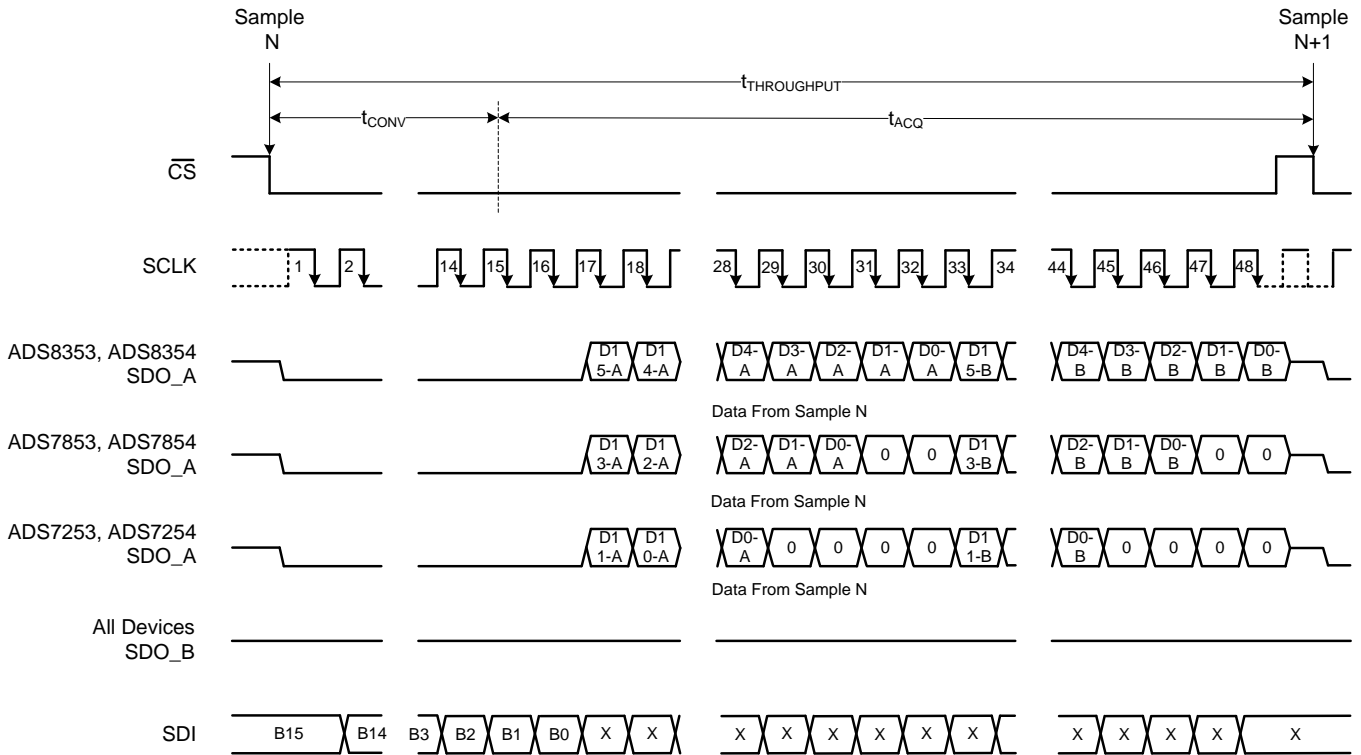 Sample
N
Sample
N+1
tTHROUGHPUT
tCONV
tACQ
CS
SCLK
1 2 14 15 16 17 18 28 29 30 31 32 33 34 44 45 46 47 48
ADS8353, ADS8354
SDO_A
D1 D1 D4- D3- D2- D1- D0- D1 D4- D3- D2- D1- D0-
5-A 4-A A A A A A 5-B B B B B B
Data From Sample N
ADS7853, ADS7854
SDO_A
D1 D1 D2- D1- D0- 0 0 D1 D2- D1- D0- 0 0
3-A 2-A A A A 3-B B B B
Data From Sample N
ADS7253, ADS7254
SDO_A
D1 D1 D0- 0 0 0 0 D1 D0- 0 0 0 0
1-A 0-A A 1-B B
Data From Sample N
All Devices
SDO_B
SDI
B15 B14 B3 B2 B1 B0 X X X X X X X X X X X X X